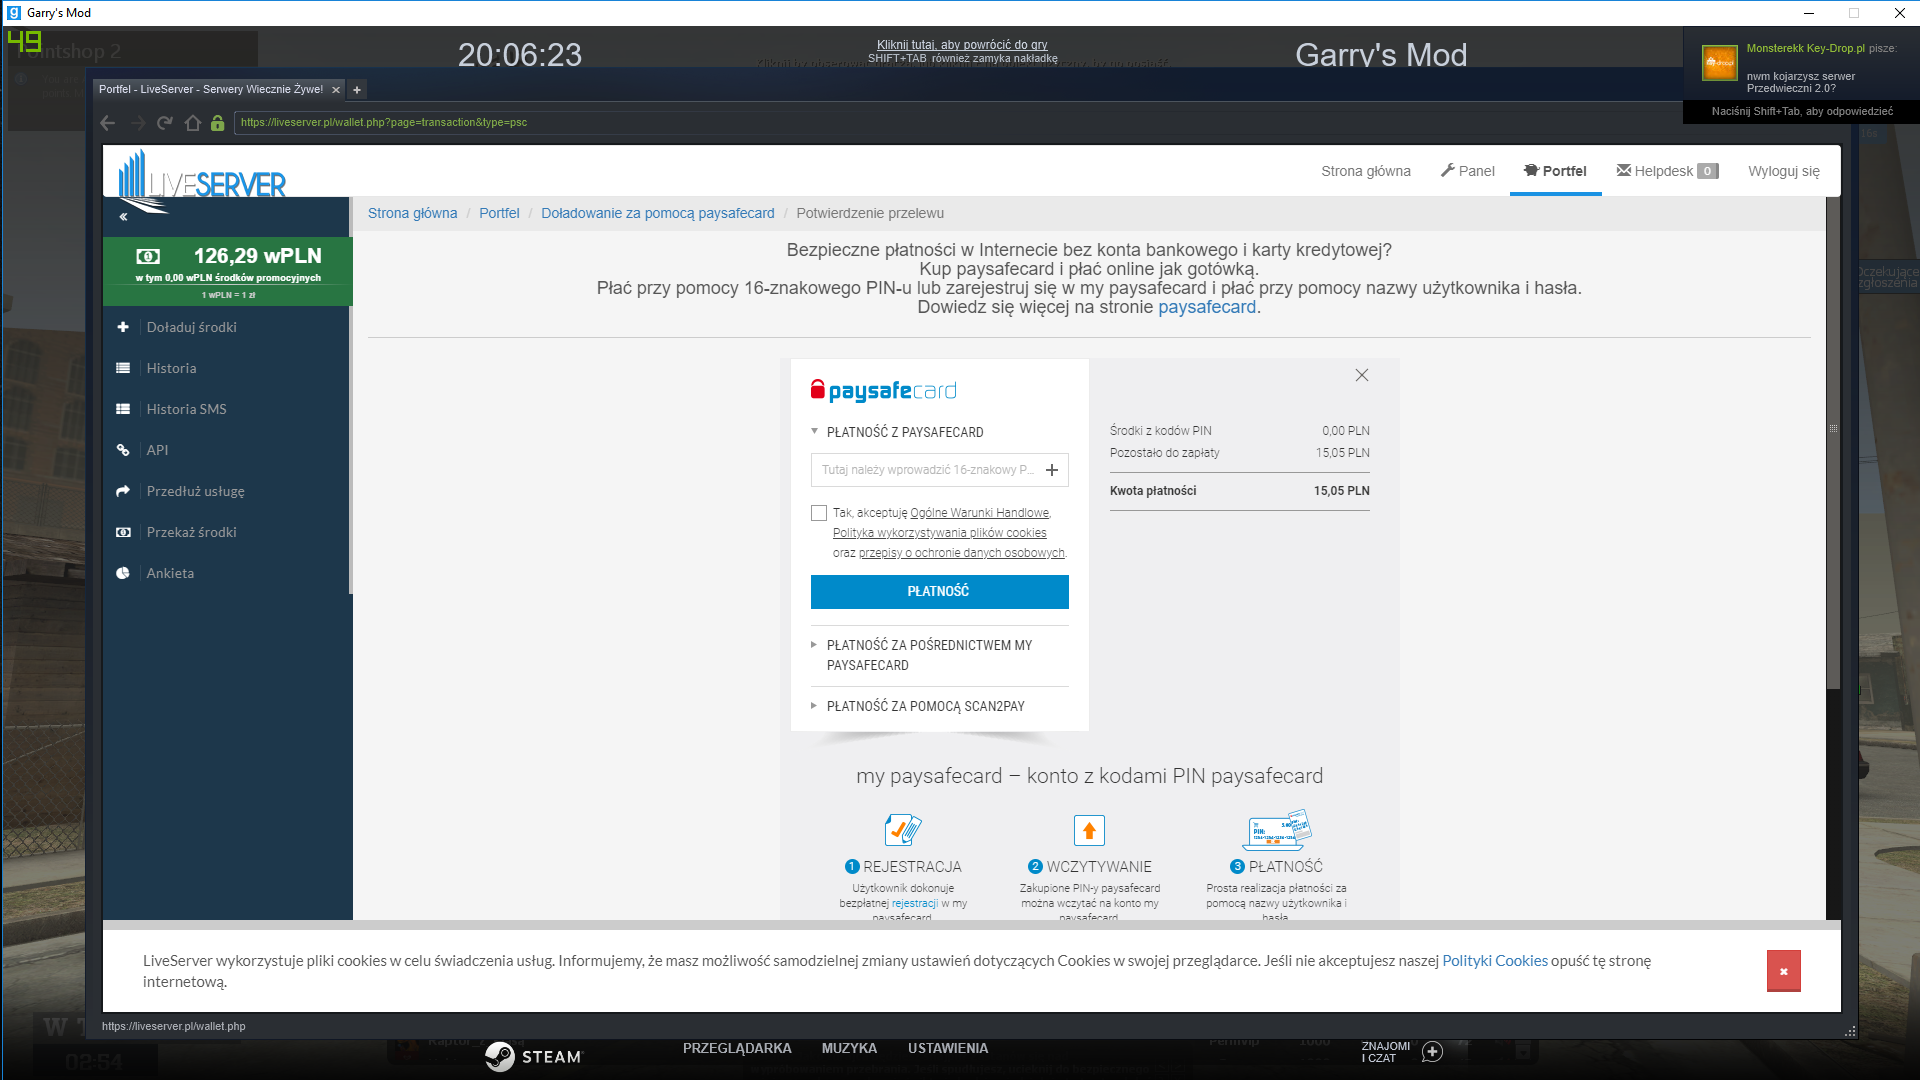 Garry's Mod
49
Pointshop 2
20:06:23
Kliknij tutaj, aby powrócić do gry
SHIFT+TAB również zamyka nakładkę
Garry's Mod
Monsterekk Key-Drop.pl pisze:
nwm kojarzysz serwer
Przedwieczni 2.0?
Naciśnij Shift+Tab, aby odpowiedzieć
Portfel - LiveServer - Serwery Wiecznie Żywe!
https://liveserver.pl/wallet.php?page=transaction&type=psc
LIVESERVER
Strona główna
Panel
Portfel
Helpdesk 0
Wyloguj się
Strona główna / Portfel / Doładowanie za pomocą paysafecard / Potwierdzenie przelewu
126,29 wPLN
w tym 0,00 wPLN środków promocyjnych
1 wPLN = 1 zł
Doładuj środki
Historia
Historia SMS
API
Przedłuż usługę
Przekaż środki
Ankieta
Bezpieczne płatności w Internecie bez konta bankowego i karty kredytowej?
Kup paysafecard i płać online jak gotówką.
Płać przy pomocy 16-znakowego PIN-u lub zarejestruj się w my paysafecard i płać przy pomocy nazwy użytkownika i hasła.
Dowiedz się więcej na stronie paysafecard.
paysafecard
PŁATNOŚĆ Z PAYSAFECARD
Tutaj należy wprowadzić 16-znakowy P...
Tak, akceptuję Ogólne Warunki Handlowe,
Polityka wykorzystywania plików cookies
oraz przepisy o ochronie danych osobowych.
PŁATNOŚĆ
PŁATNOŚĆ ZA POŚREDNICTWEM MY
PAYSAFECARD
PŁATNOŚĆ ZA POMOCĄ SCAN2PAY
Środki z kodów PIN 0,00 PLN
Pozostało do zapłaty 15,05 PLN
Kwota płatności 15,05 PLN
my paysafecard – konto z kodami PIN paysafecard
1 REJESTRACJA
Użytkownik dokonuje
bezpłatnej rejestracji w my
paysafecard
2 WCZYTYWANIE
Zakupione PIN-y paysafecard
można wczytać na konto my
paysafecard
3 PŁATNOŚĆ
Prosta realizacja płatności za
pomocą nazwy użytkownika i
hasła
Oczekujące
zgłoszenia
LiveServer wykorzystuje pliki cookies w celu świadczenia usług. Informujemy, że masz możliwość samodzielnej zmiany ustawień dotyczących Cookies w swojej przeglądarce. Jeśli nie akceptujesz naszej Polityki Cookies opuść tę stronę
internetową.
https://liveserver.pl/wallet.php
02:54
STEAM
PRZEGLĄDARKA
MUZYKA
USTAWIENIA
ZNAJOMI
I CZAT